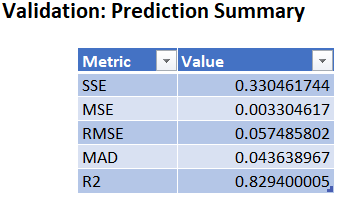 Validation: Prediction Summary
Metric Value
SSE 0.330461744
MSE 0.003304617
RMSE 0.057485802
MAD 0.043638967
R2 0.829400005